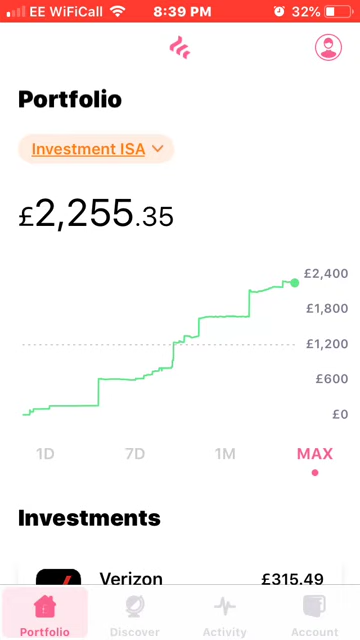 EE WiFiCall 8:39 PM 32%
Portfolio
Investment ISA
£2,255.35
£2,400
£1,800
£1,200
£600
£0
1D 7D 1M MAX
Investments
Verizon £315.49
Portfolio Discover Activity Account